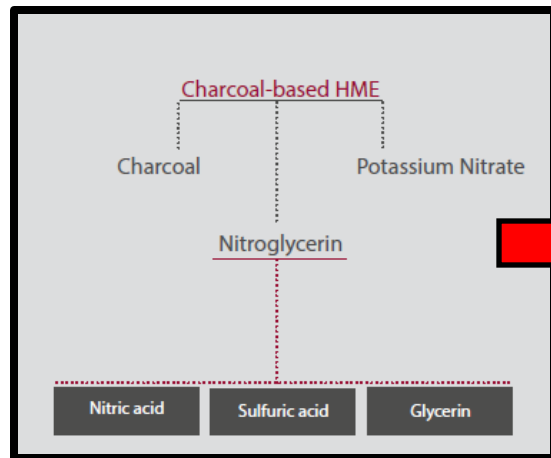 Charcoal-based HME
Charcoal
Potassium Nitrate
Nitroglycerin
Nitric acid
Sulfuric acid
Glycerin